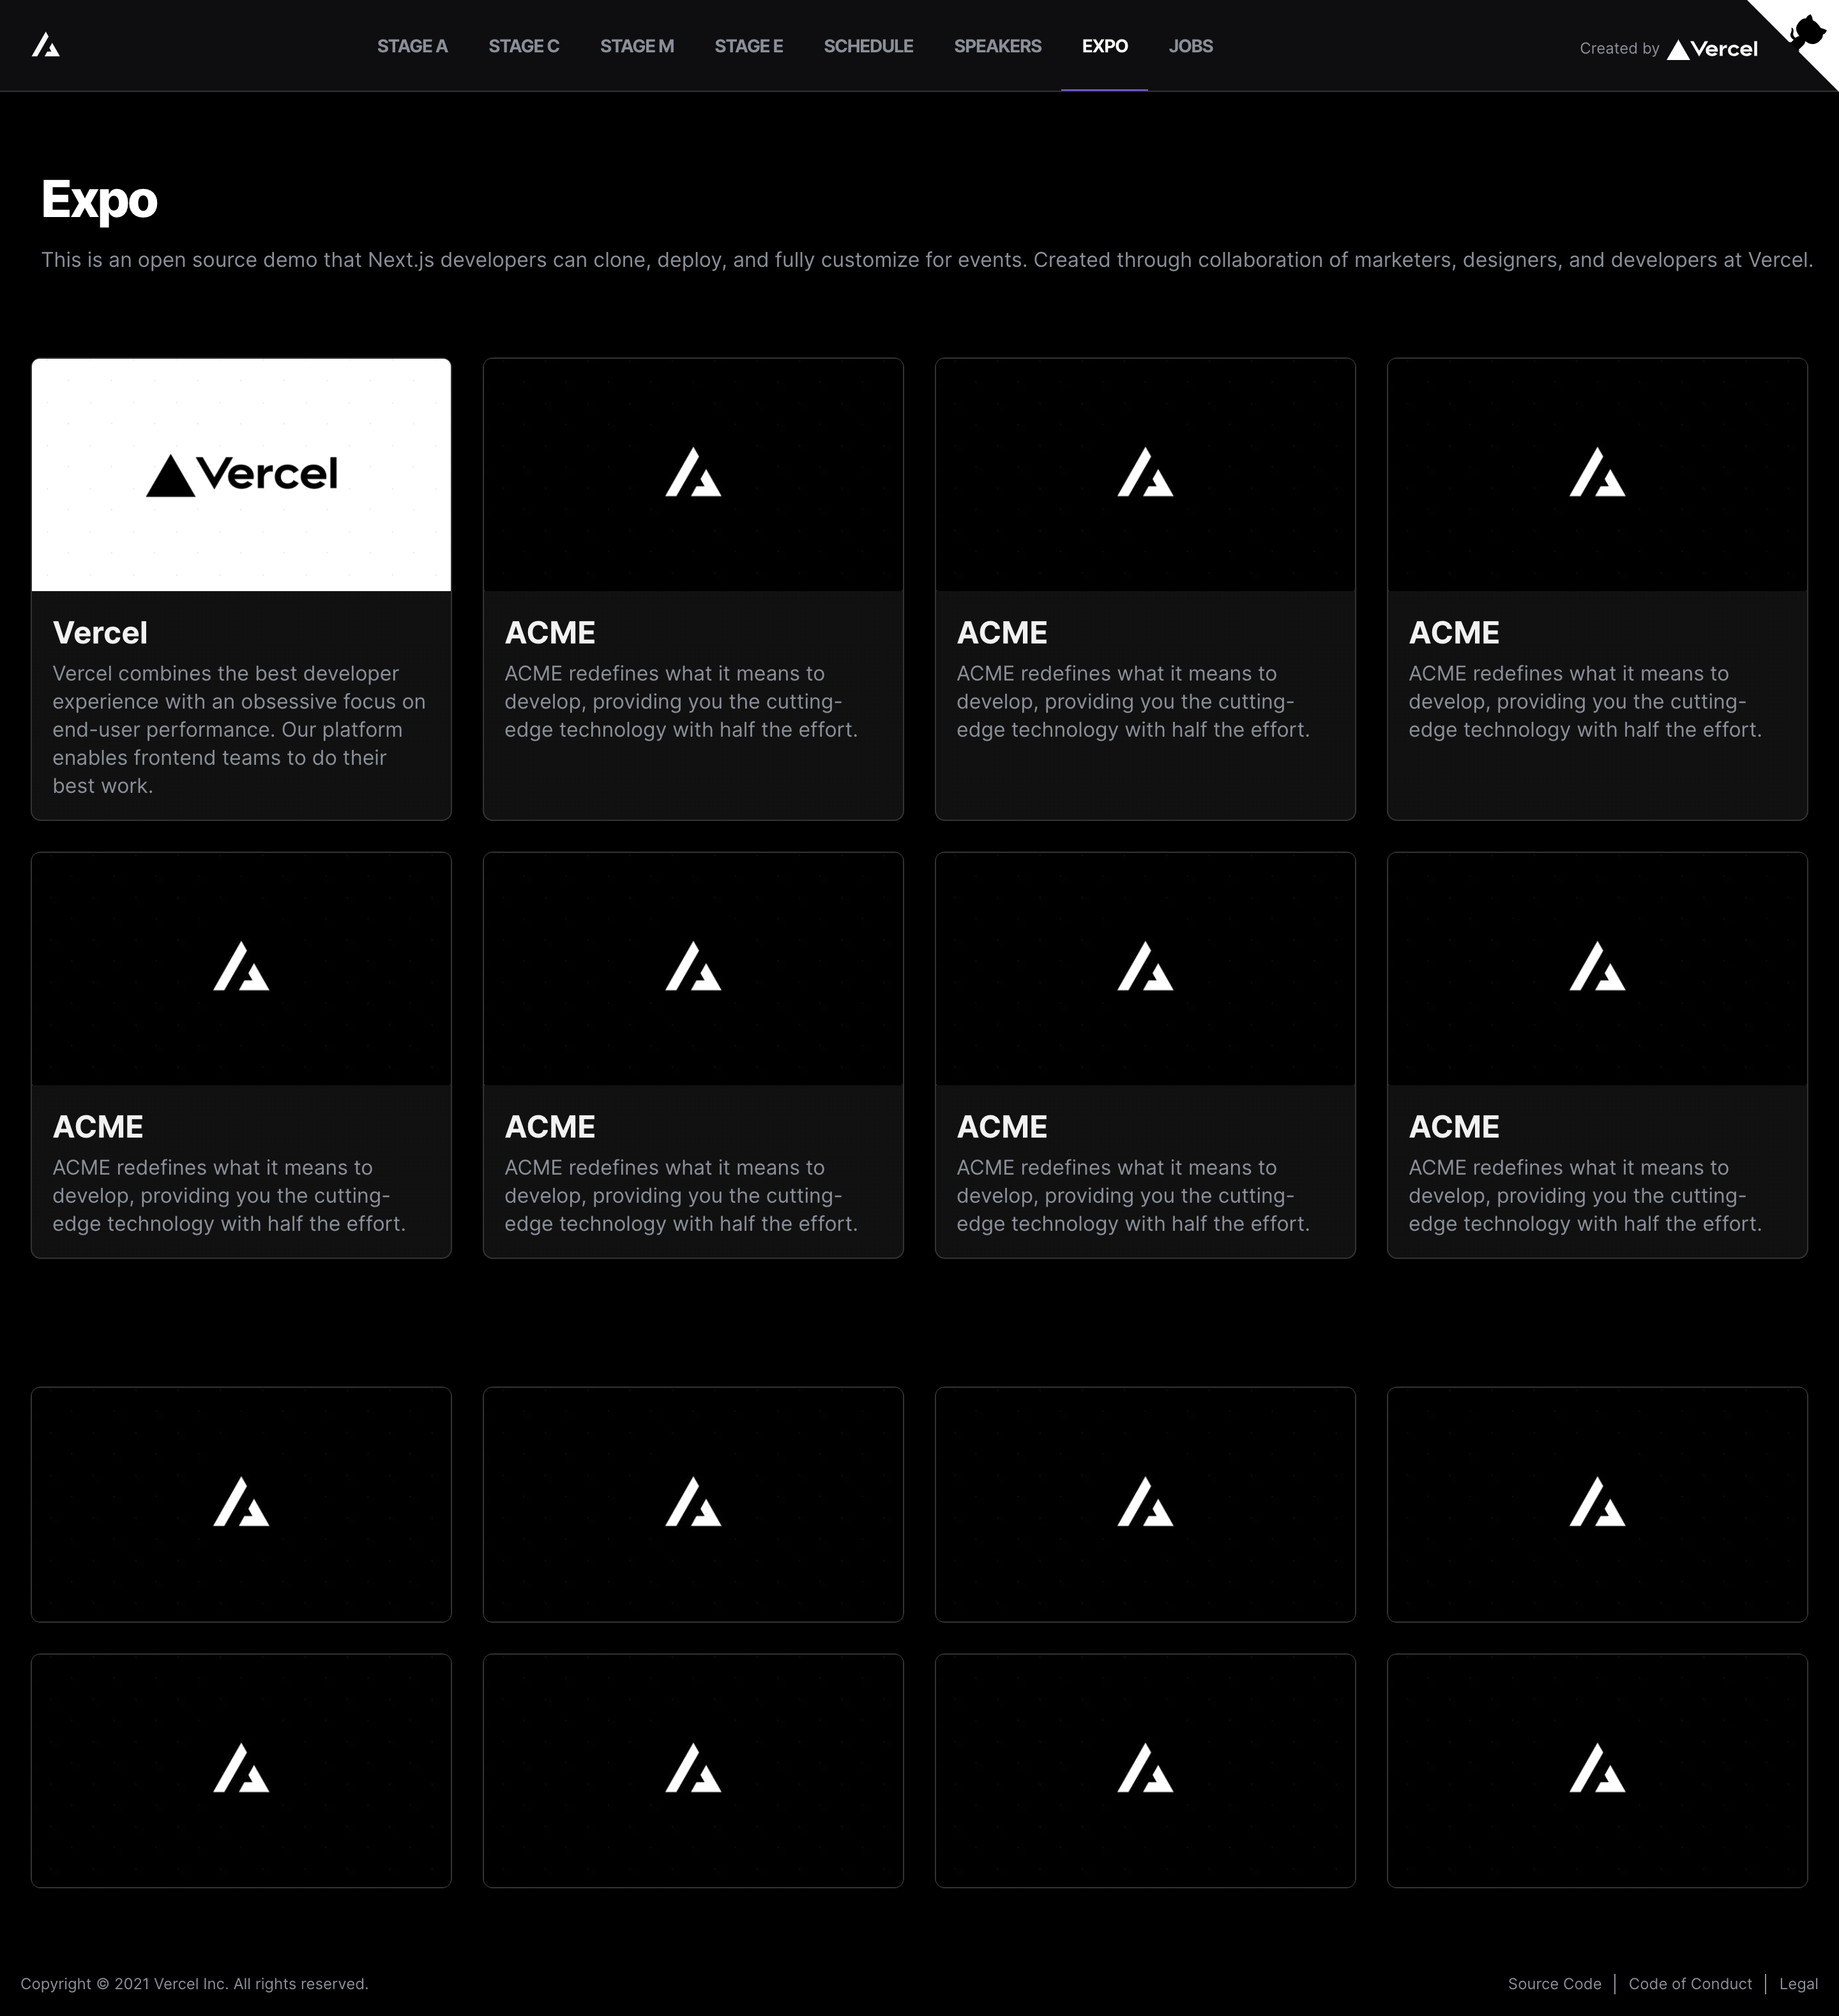 STAGE A STAGE C STAGE M STAGE E SCHEDULE SPEAKERS EXPO JOBS
Created by Vercel
Expo
This is an open source demo that Next.js developers can clone, deploy, and fully customize for events. Created through collaboration of marketers, designers, and developers at Vercel.
Vercel
Vercel
Vercel combines the best developer
experience with an obsessive focus on
end-user performance. Our platform
enables frontend teams to do their
best work.
ACME
ACME redefines what it means to
develop, providing you the cutting-
edge technology with half the effort.
ACME
ACME redefines what it means to
develop, providing you the cutting-
edge technology with half the effort.
ACME
ACME redefines what it means to
develop, providing you the cutting-
edge technology with half the effort.
ACME
ACME redefines what it means to
develop, providing you the cutting-
edge technology with half the effort.
ACME
ACME redefines what it means to
develop, providing you the cutting-
edge technology with half the effort.
ACME
ACME redefines what it means to
develop, providing you the cutting-
edge technology with half the effort.
ACME
ACME redefines what it means to
develop, providing you the cutting-
edge technology with half the effort.
Copyright © 2021 Vercel Inc. All rights reserved.
Source Code | Code of Conduct | Legal